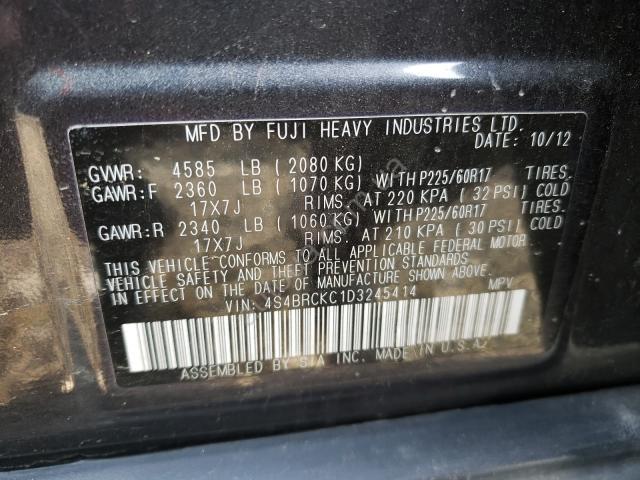 MFD BY FUJI HEAVY INDUSTRIES LTD.
DATE: 10/12
GVWR: 4585 LB (2080 KG)
GAWR:F 2360 LB (1070 KG) WITH P225/60R17 TIRES.
17X7J RIMS. AT 220 KPA (32 PSI) COLD
GAWR:R 2340 LB (1060 KG) WITH P225/60R17 TIRES.
17X7J RIMS. AT 210 KPA (30 PSI) COLD
THIS VEHICLE CONFORMS TO ALL APPLICABLE FEDERAL MOTOR
VEHICLE SAFETY AND THEFT PREVENTION STANDARDS
IN EFFECT ON THE DATE OF MANUFACTURE SHOWN ABOVE.
VIN: 4S4BRCKC1D3245414 MPV
ASSEMBLED BY SIA INC. MADE IN U.S.A.